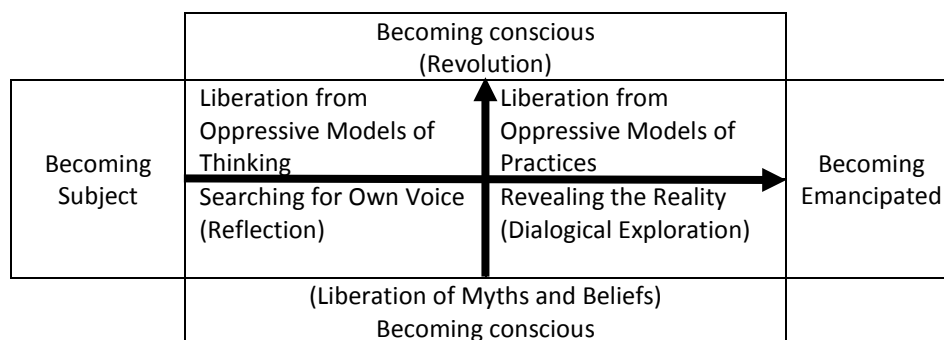 Becoming conscious
(Revolution)
Becoming
Subject
Liberation from
Oppressive Models of
Thinking
Searching for Own Voice
(Reflection)
Liberation from
Oppressive Models of
Practices
Revealing the Reality
(Dialogical Exploration)
Becoming
Emancipated
(Liberation of Myths and Beliefs)
Becoming conscious